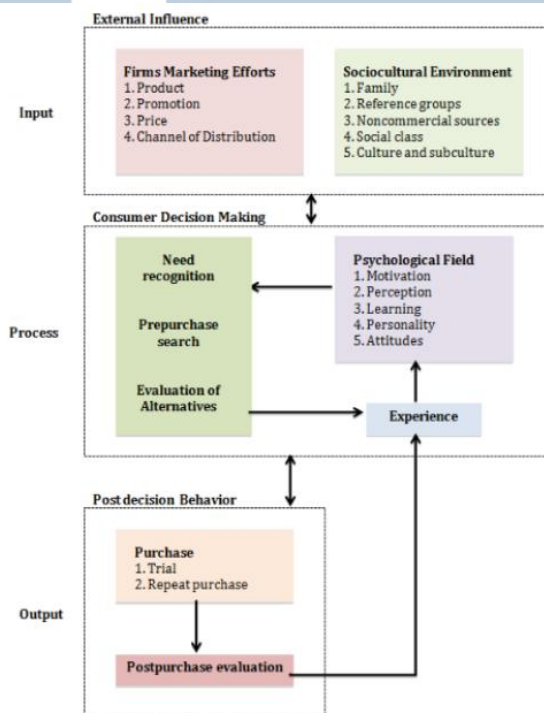 External Influence
Input
Firms Marketing Efforts
1. Product
2. Promotion
3. Price
4. Channel of Distribution
Sociocultural Environment
1. Family
2. Reference groups
3. Noncommercial sources
4. Social class
5. Culture and subculture
Consumer Decision Making
Process
Need
recognition
Prepurchase
search
Evaluation of
Alternatives
Psychological Field
1. Motivation
2. Perception
3. Learning
4. Personality
5. Attitudes
Experience
Post decision Behavior
Output
Purchase
1. Trial
2. Repeat purchase
Postpurchase evaluation